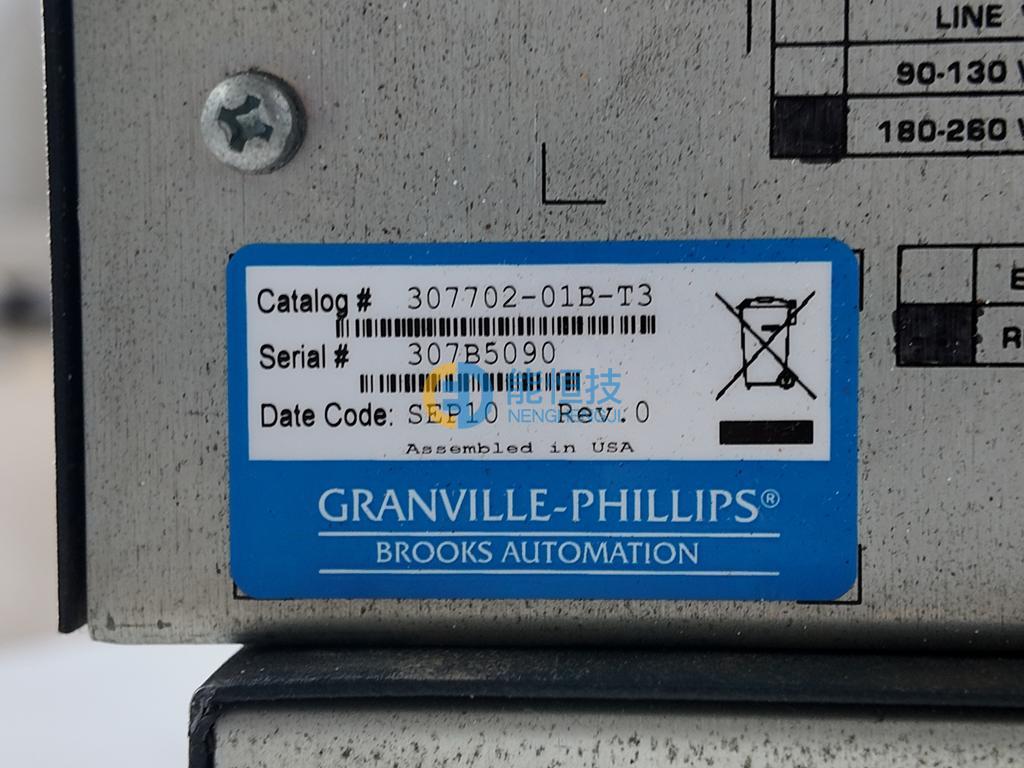 LINE
90-130 V
180-260 V
Catalog # 307702-01B-T3
Serial # 307B5090
能恒技
Date Code: SEP10 Rev.0
Assembled in USA
GRANVILLE-PHILLIPS®
BROOKS AUTOMATION